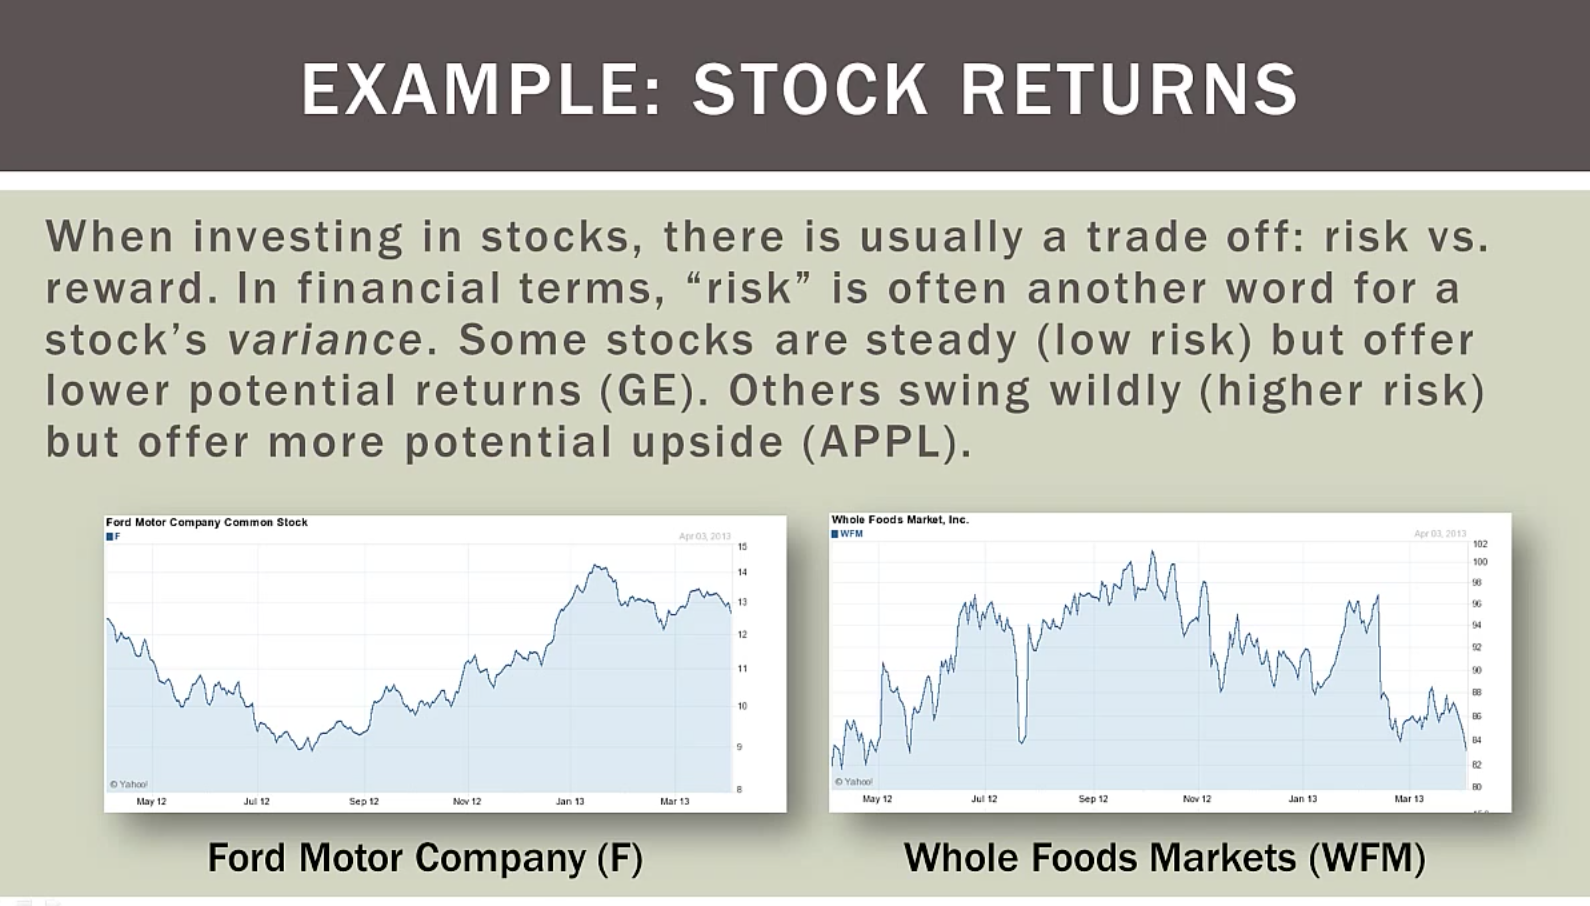 EXAMPLE: STOCK RETURNS
When investing in stocks, there is usually a trade off: risk vs.
reward. In financial terms, “risk” is often another word for a
stock’s variance. Some stocks are steady (low risk) but offer
lower potential returns (GE). Others swing wildly (higher risk)
but offer more potential upside (APPL).
Ford Motor Company Common Stock
F
Apr 03, 2013
15
14
13
12
11
10
9
8
© Yahoo!
May 12 Jul 12 Sep 12 Nov 12 Jan 13 Mar 13
Ford Motor Company (F)
Whole Foods Market, Inc.
WFM
Apr 03, 2013
102
100
98
96
94
92
90
88
86
84
82
80
© Yahoo!
May 12 Jul 12 Sep 12 Nov 12 Jan 13 Mar 13
Whole Foods Markets (WFM)